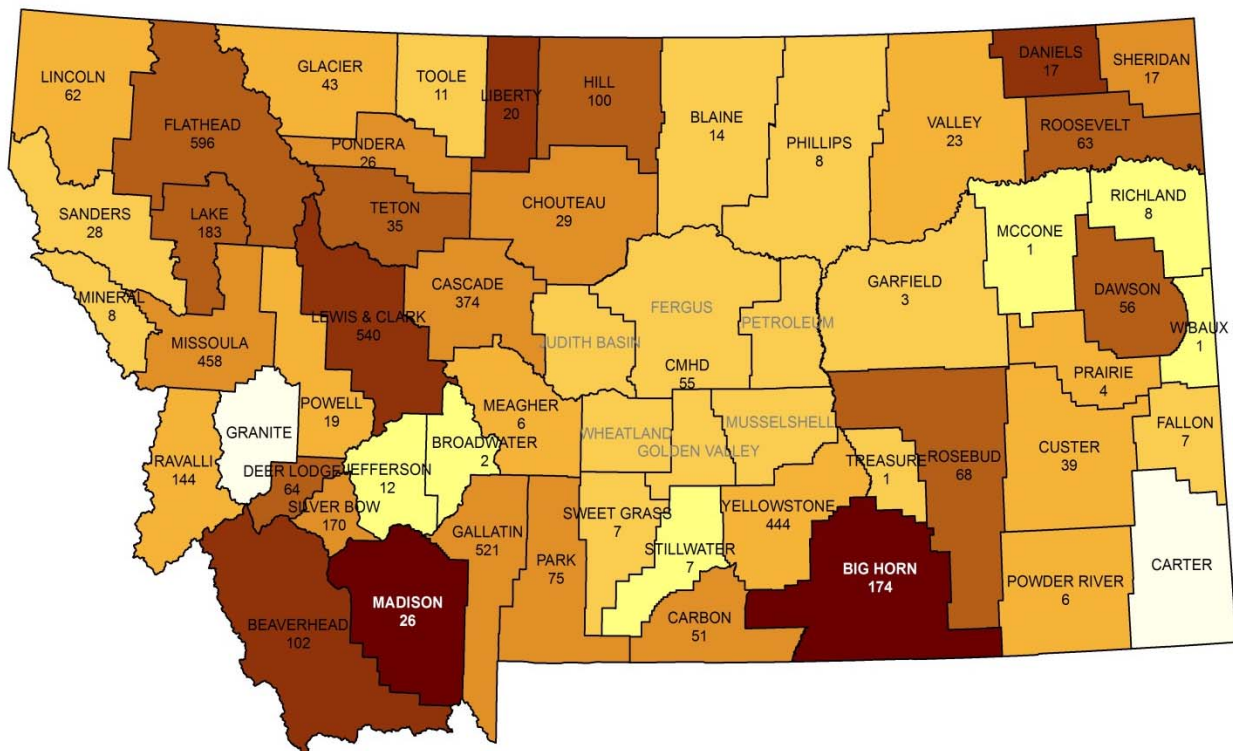 LINCOLN
62
FLATHEAD
596
GLACIER
43
TOOLE
11
LIBERTY
20
HILL
100
BLAINE
14
PHILLIPS
8
VALLEY
23
DANIELS
17
SHERIDAN
17
ROOSEVELT
63
PONDERA
26
SANDERS
28
LAKE
183
TETON
35
CHOUTEAU
29
MCCONE
1
RICHLAND
8
MINERAL
8
MISSOULA
458
LEWIS & CLARK
540
CASCADE
374
JUDITH BASIN
FERGUS
PETROLEUM
CMHD
55
GARFIELD
3
DAWSON
56
WIBAUX
1
PRAIRIE
4
RAVALLI
144
GRANITE
POWELL
19
MEAGHER
6
BROADWATER
2
WHEATLAND
GOLDEN VALLEY
MUSSELSHELL
TREASURE
1
ROSEBUD
68
CUSTER
39
FALLON
7
DEER LODGE
64
JEFFERSON
12
SILVER BOW
170
GALLATIN
521
PARK
75
SWEET GRASS
7
STILLWATER
7
YELLOWSTONE
444
BIG HORN
174
POWDER RIVER
6
CARTER
BEAVERHEAD
102
MADISON
26
CARBON
51